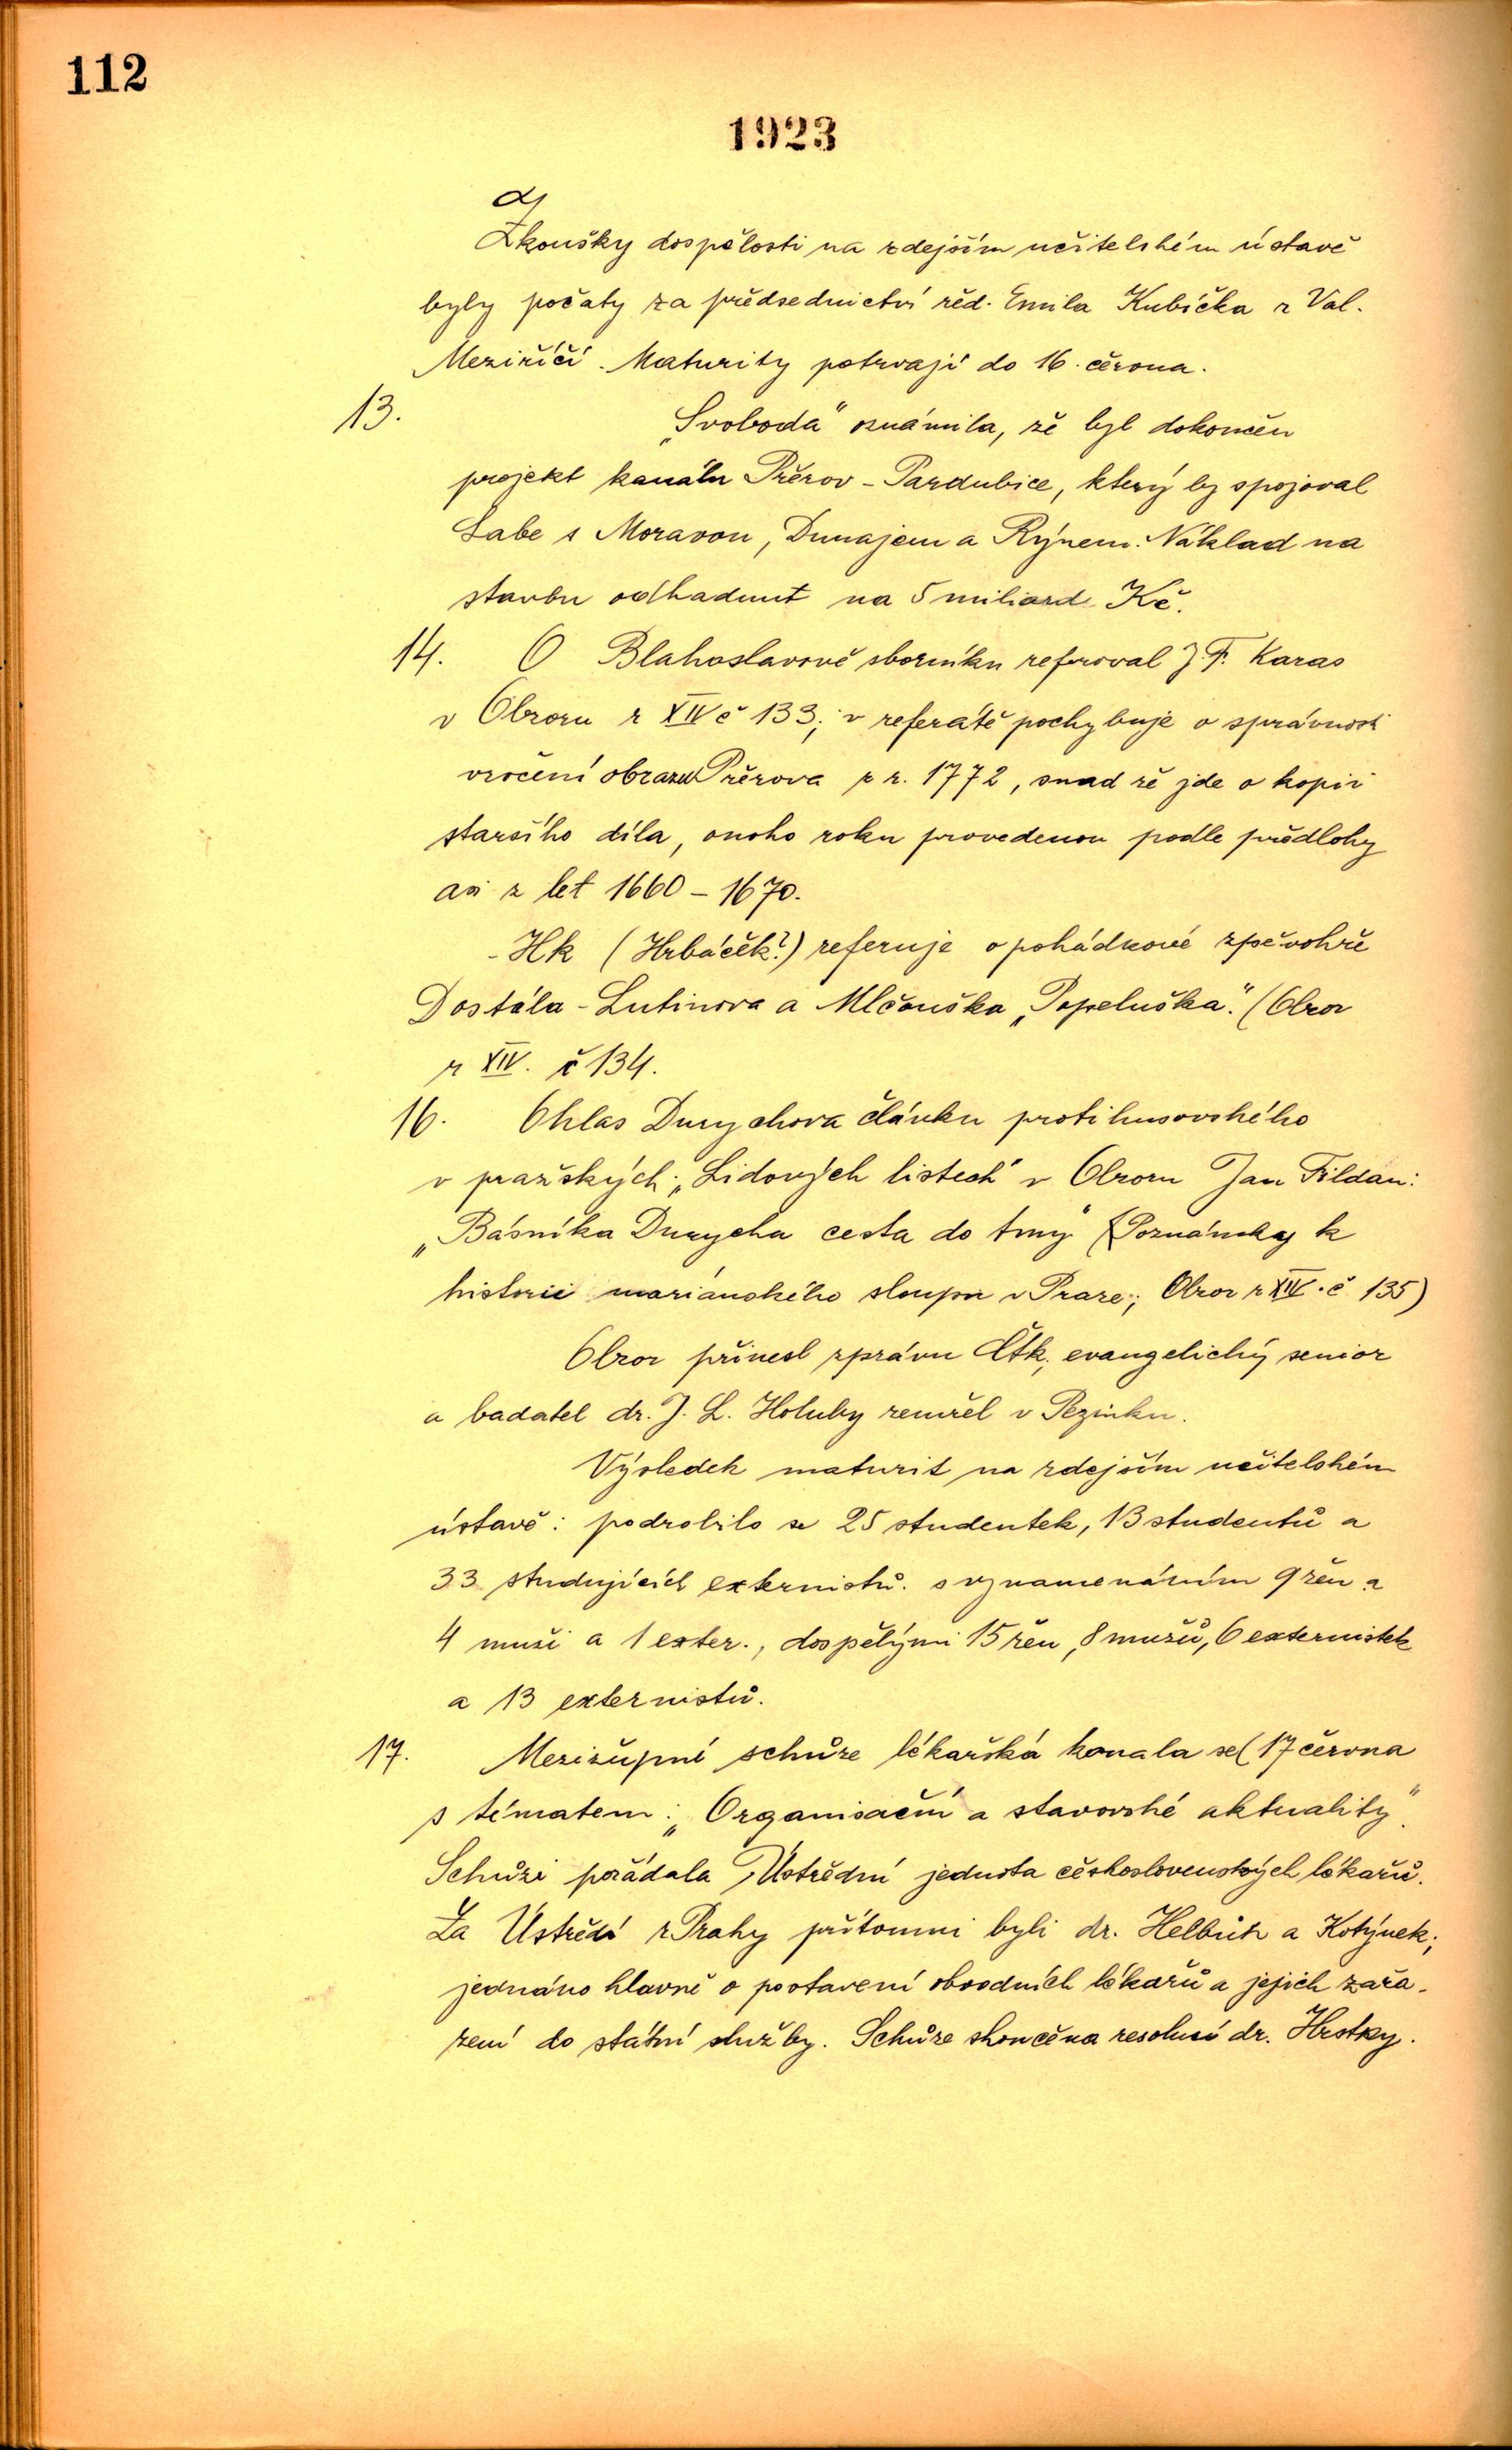 112
1923
Zkoušky dospělosti na zdejším učitelském ústavě
byly počaty za předsednictví řed. Emila Kubíčka z Val.
Meziříčí. Maturity potrvají do 16. června.
13. „Svoboda“ oznámila, že byl dokončen
projekt kanálu Přerov - Pardubice, který by spojoval
Labe s Moravou, Dunajem a Rýnem. Náklad na
stavbu odhadnut na 5 miliard Kč.
14. O Blahoslavově sborníku referoval J. F. Karas
v Obzoru r XIV č 133; v referátě pochybuje o správnosti
vročení obrazu Přerova z r. 1772, snad že jde o kopii
staršího díla, onoho roku provedenou podle předlohy
asi z let 1660 - 1670.
- Hk (Hrbáček?) referuje o pohádkové zpěvohře
Dostála - Lutinova a Mlčouška „Popeluška.“ (Obzor
r XIV. č 134.
16. Ohlas Durychova článku protihusovského
v pražských „Lidových listech“ v Obzoru Jan Fildán:
„Básníka Durycha cesta do tmy“ (Poznámky k
historii mariánského sloupu v Praze; Obzor r XIV. č 135)
Obzor přinesl zprávu Čtk, evangelický senior
a badatel dr. J. L. Holuby zemřel v Pezinku.
Výsledek maturit na zdejším učitelském
ústavě: podrobilo se 25 studentek, 13 studentů a
33 studujících externistů. s vyznamenáním 9 žen a
4 muži a 1 exter., dospělými 15 žen, 8 mužů, 6 externistek
a 13 externistů.
17. Mezižupní schůze lékařská konala se (17 června
s tématem: „Organisační a stavovské aktuality“.
Schůzi pořádala Ústřední jednota československých lékařů.
Za Ústředí z Prahy přítomni byli dr. Helbich a Kotýnek;
jednáno hlavně o postavení obvodních lékařů a jejich zařa-
zení do státní služby. Schůze skončena resolucí dr. Hrstky.